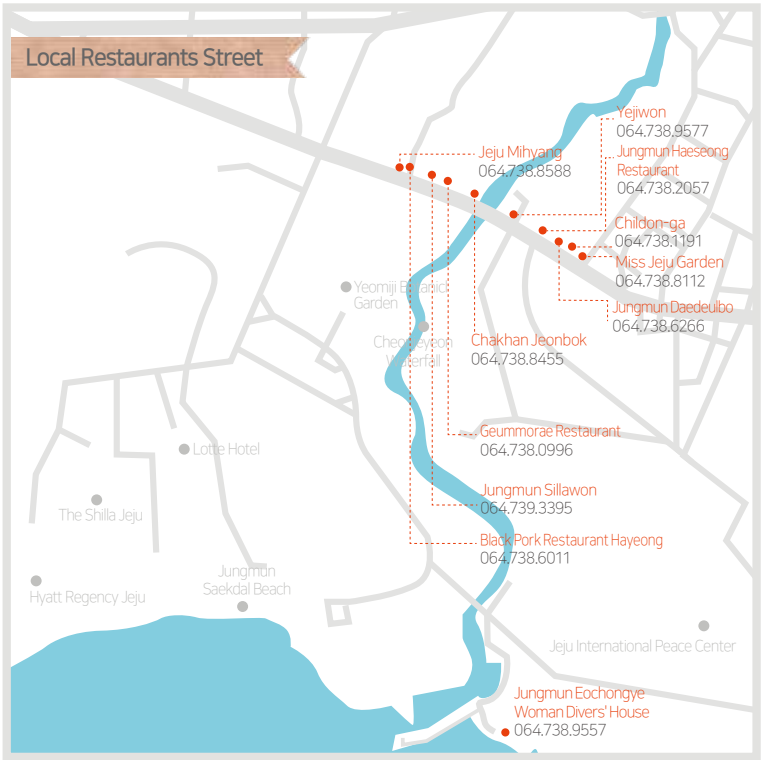 Local Restaurants Street
Yejiwon
064.738.9577
Jeju Mihyang
064.738.8588
Jungmun Haeseong
Restaurant
064.738.2057
Childon-ga
064.738.1191
Miss Jeju Garden
064.738.8112
Yeomiji Botanical
Garden
Jungmun Daedeulbo
064.738.6266
Cheonjeyeon
Waterfall
Chakhan Jeonbok
064.738.8455
Geummorae Restaurant
064.738.0996
Lotte Hotel
Jungmun Sillawon
064.739.3395
The Shilla Jeju
Black Pork Restaurant Hayeong
064.738.6011
Jungmun
Saekdal Beach
Hyatt Regency Jeju
Jeju International Peace Center
Jungmun Eochongye
Woman Divers' House
064.738.9557